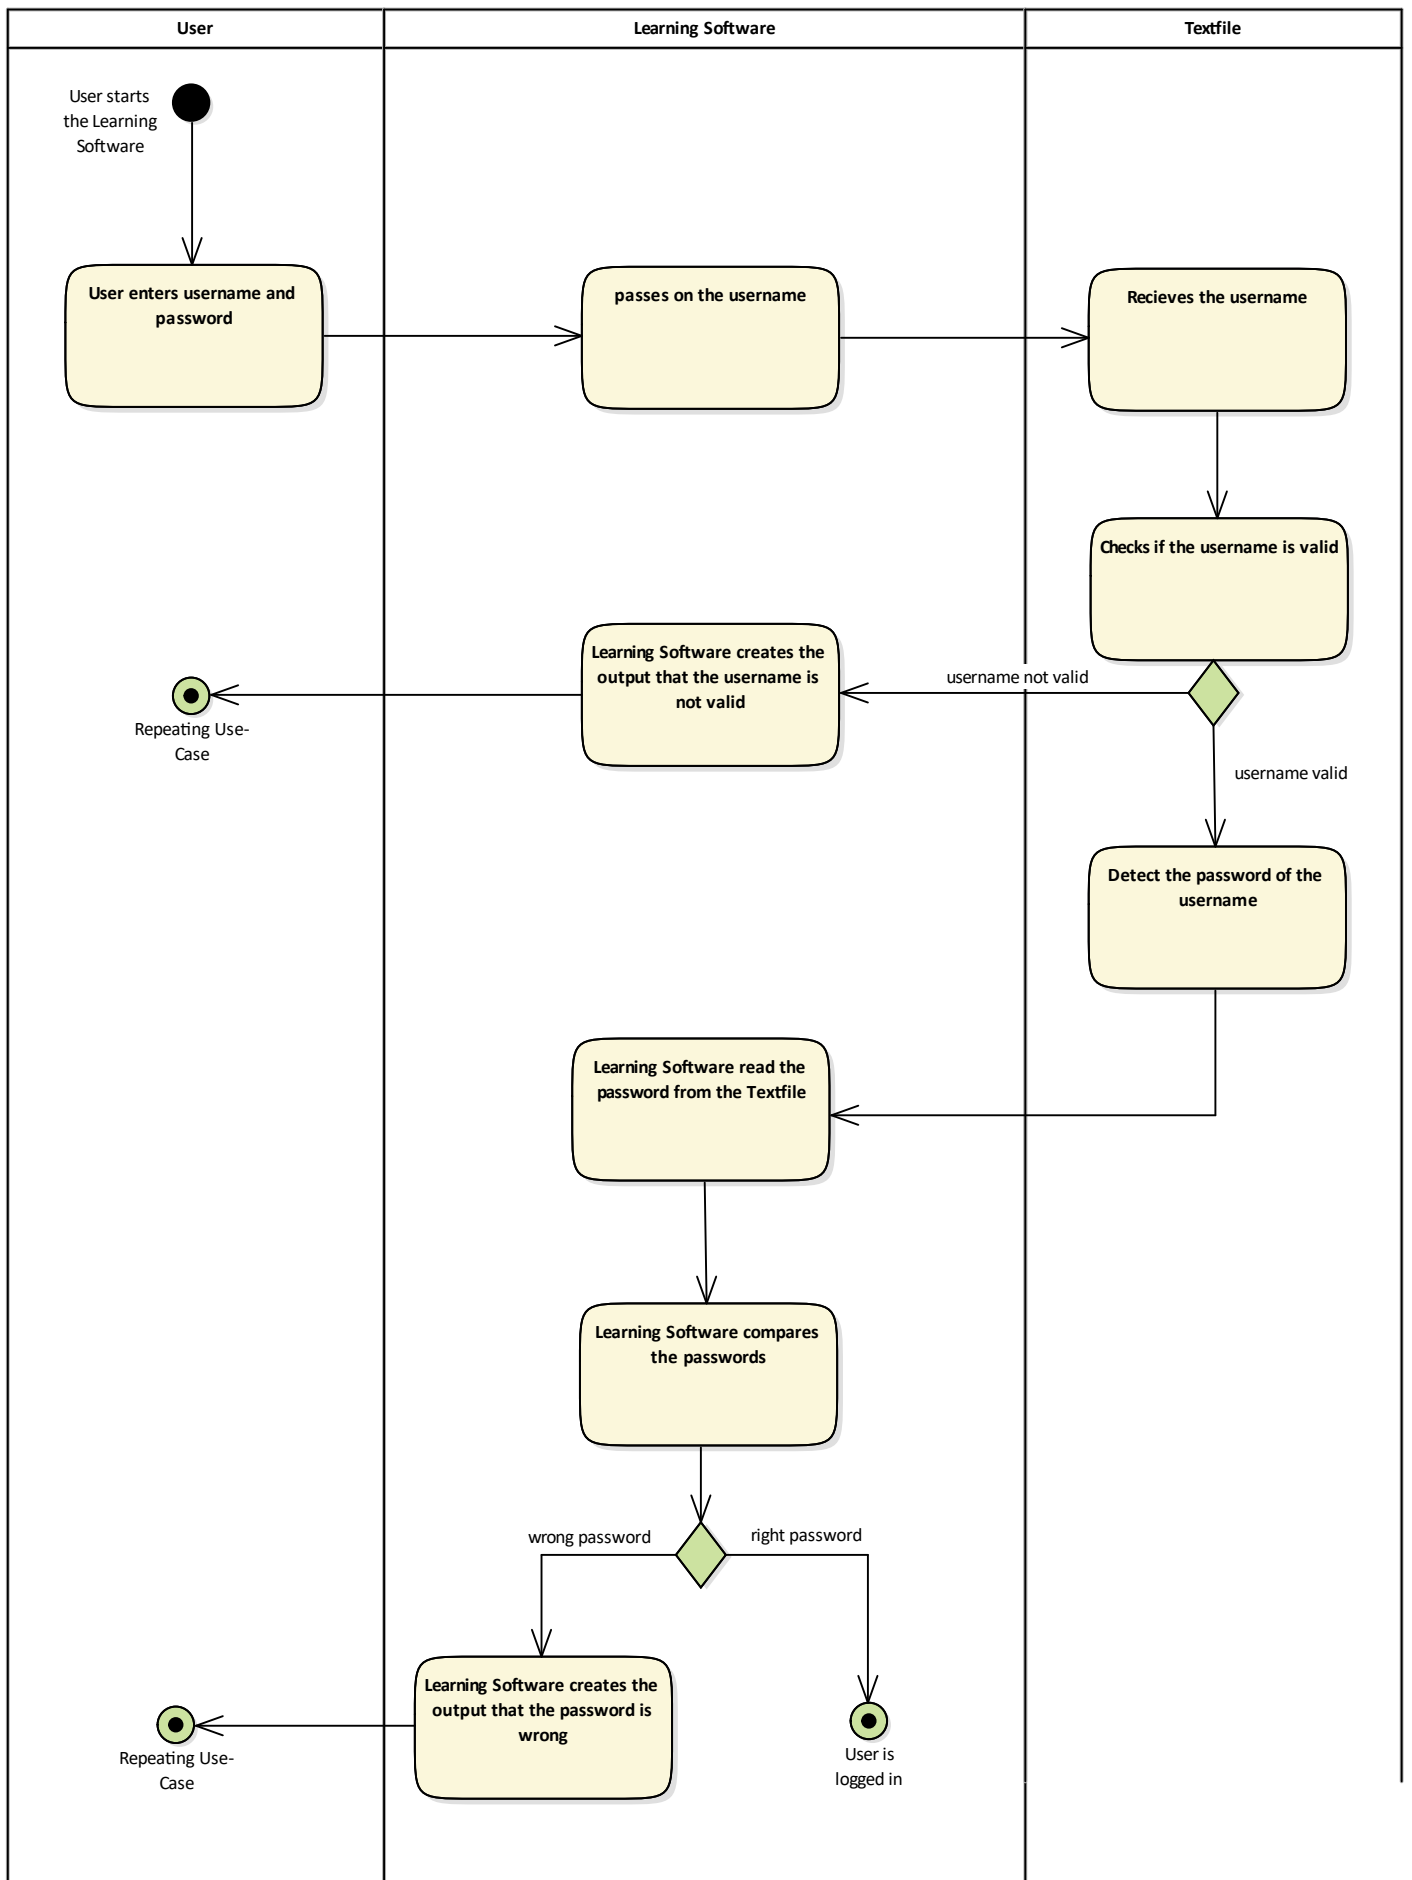 User
Learning Software
Textfile
User starts
the Learning
Software
User enters username and
password
passes on the username
Recieves the username
Checks if the username is valid
Learning Software creates the
output that the username is
not valid
username not valid
Repeating Use-
Case
username valid
Detect the password of the
username
Learning Software read the
password from the Textfile
Learning Software compares
the passwords
wrong password
right password
Learning Software creates the
output that the password is
wrong
Repeating Use-
Case
User is
logged in